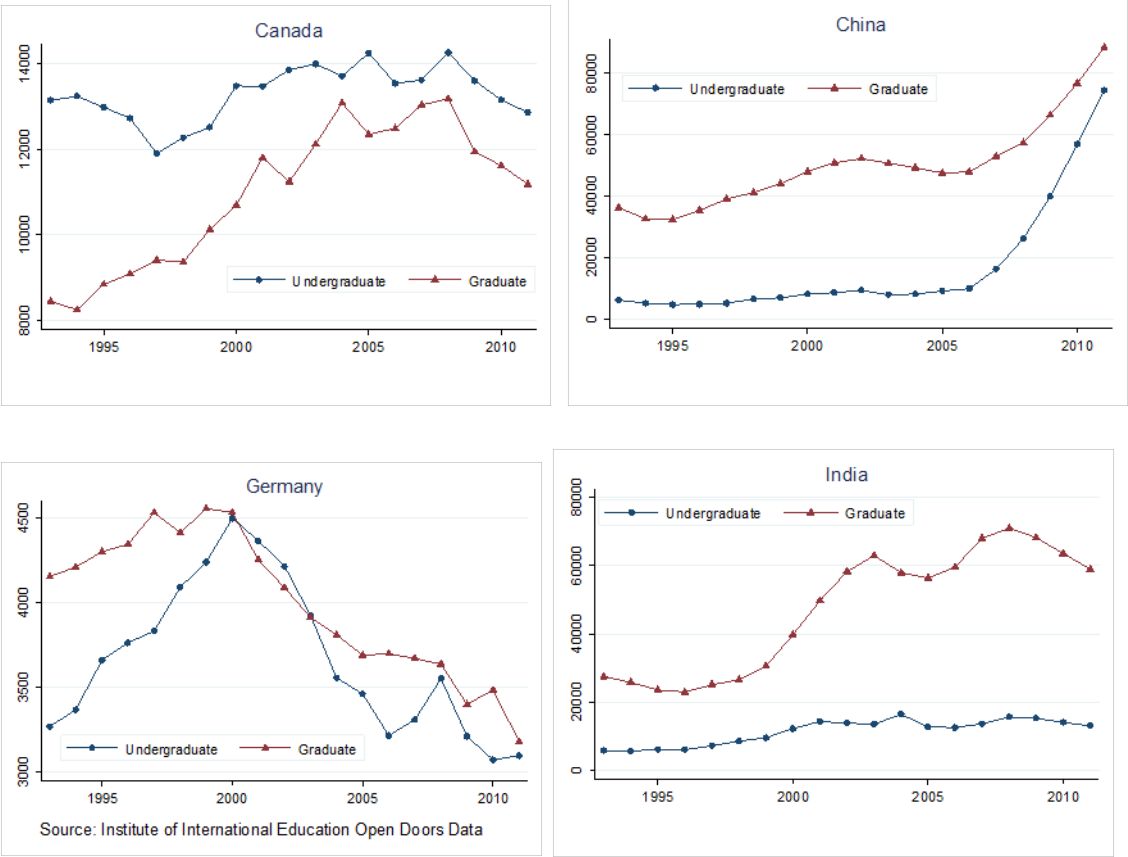 Canada
14000
12000
10000
8000
Undergraduate Graduate
1995 2000 2005 2010
China
80000
60000
40000
20000
0
Undergraduate Graduate
1995 2000 2005 2010
Germany
4500
4000
3500
3000
Undergraduate Graduate
1995 2000 2005 2010
Source: Institute of International Education Open Doors Data
India
80000
60000
40000
20000
0
Undergraduate Graduate
1995 2000 2005 2010